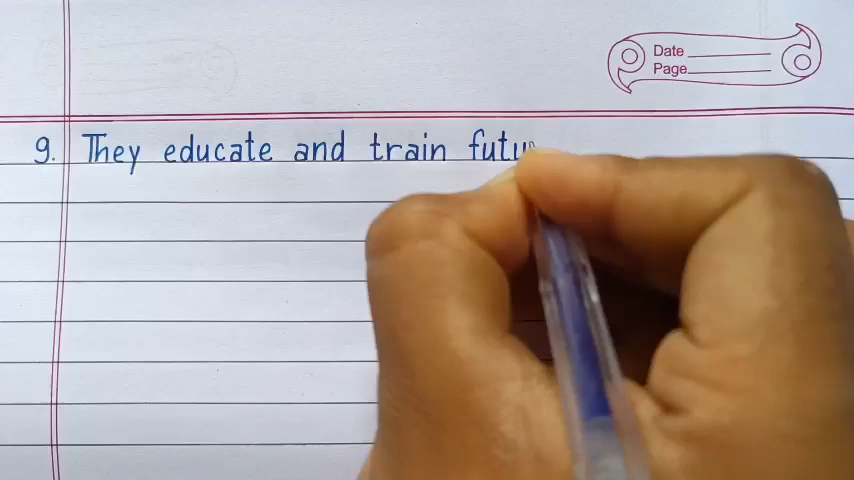 Date
Page
9. They educate and train futu